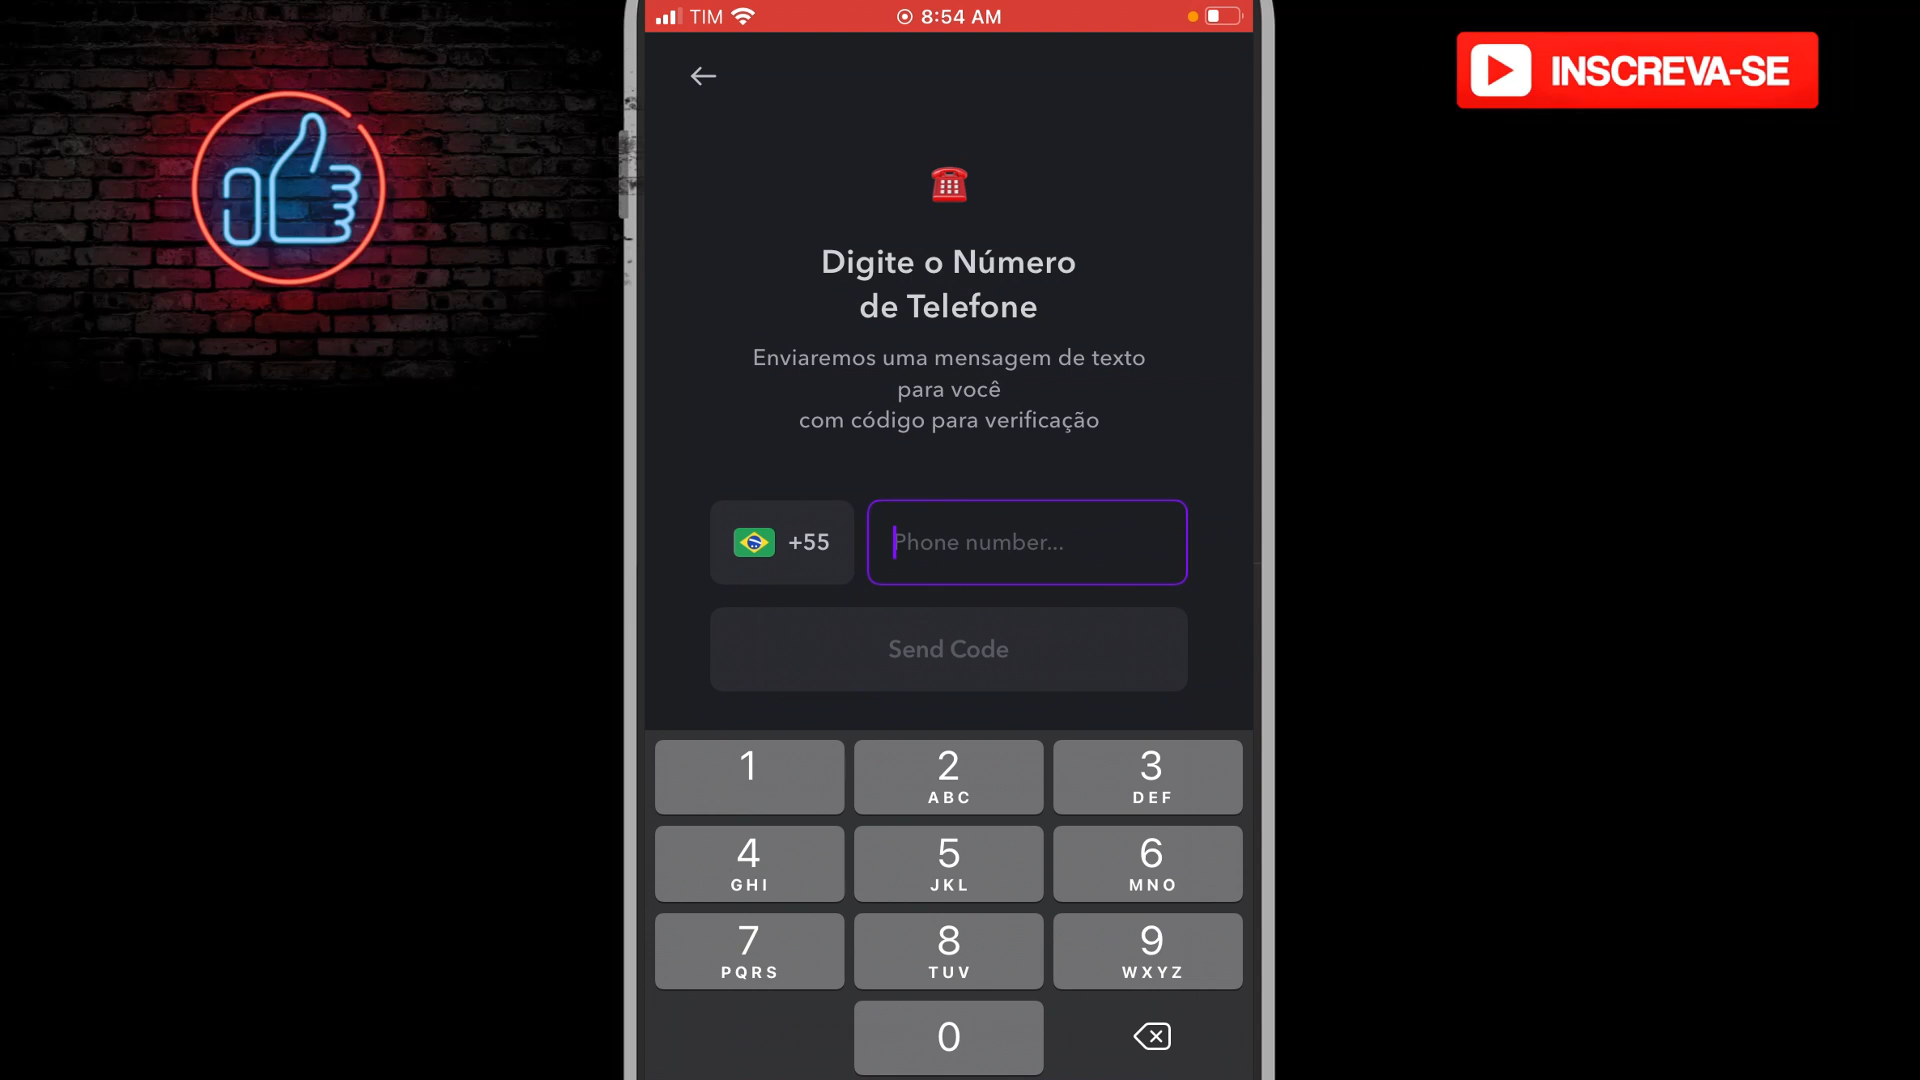 TIM 8:54 AM
INSCREVA-SE
Digite o Número
de Telefone
Enviaremos uma mensagem de texto
para você
com código para verificação
+55 Phone number...
Send Code
1 2 3
ABC DEF
4 5 6
GHI JKL MNO
7 8 9
PQRS TUV WXYZ
0